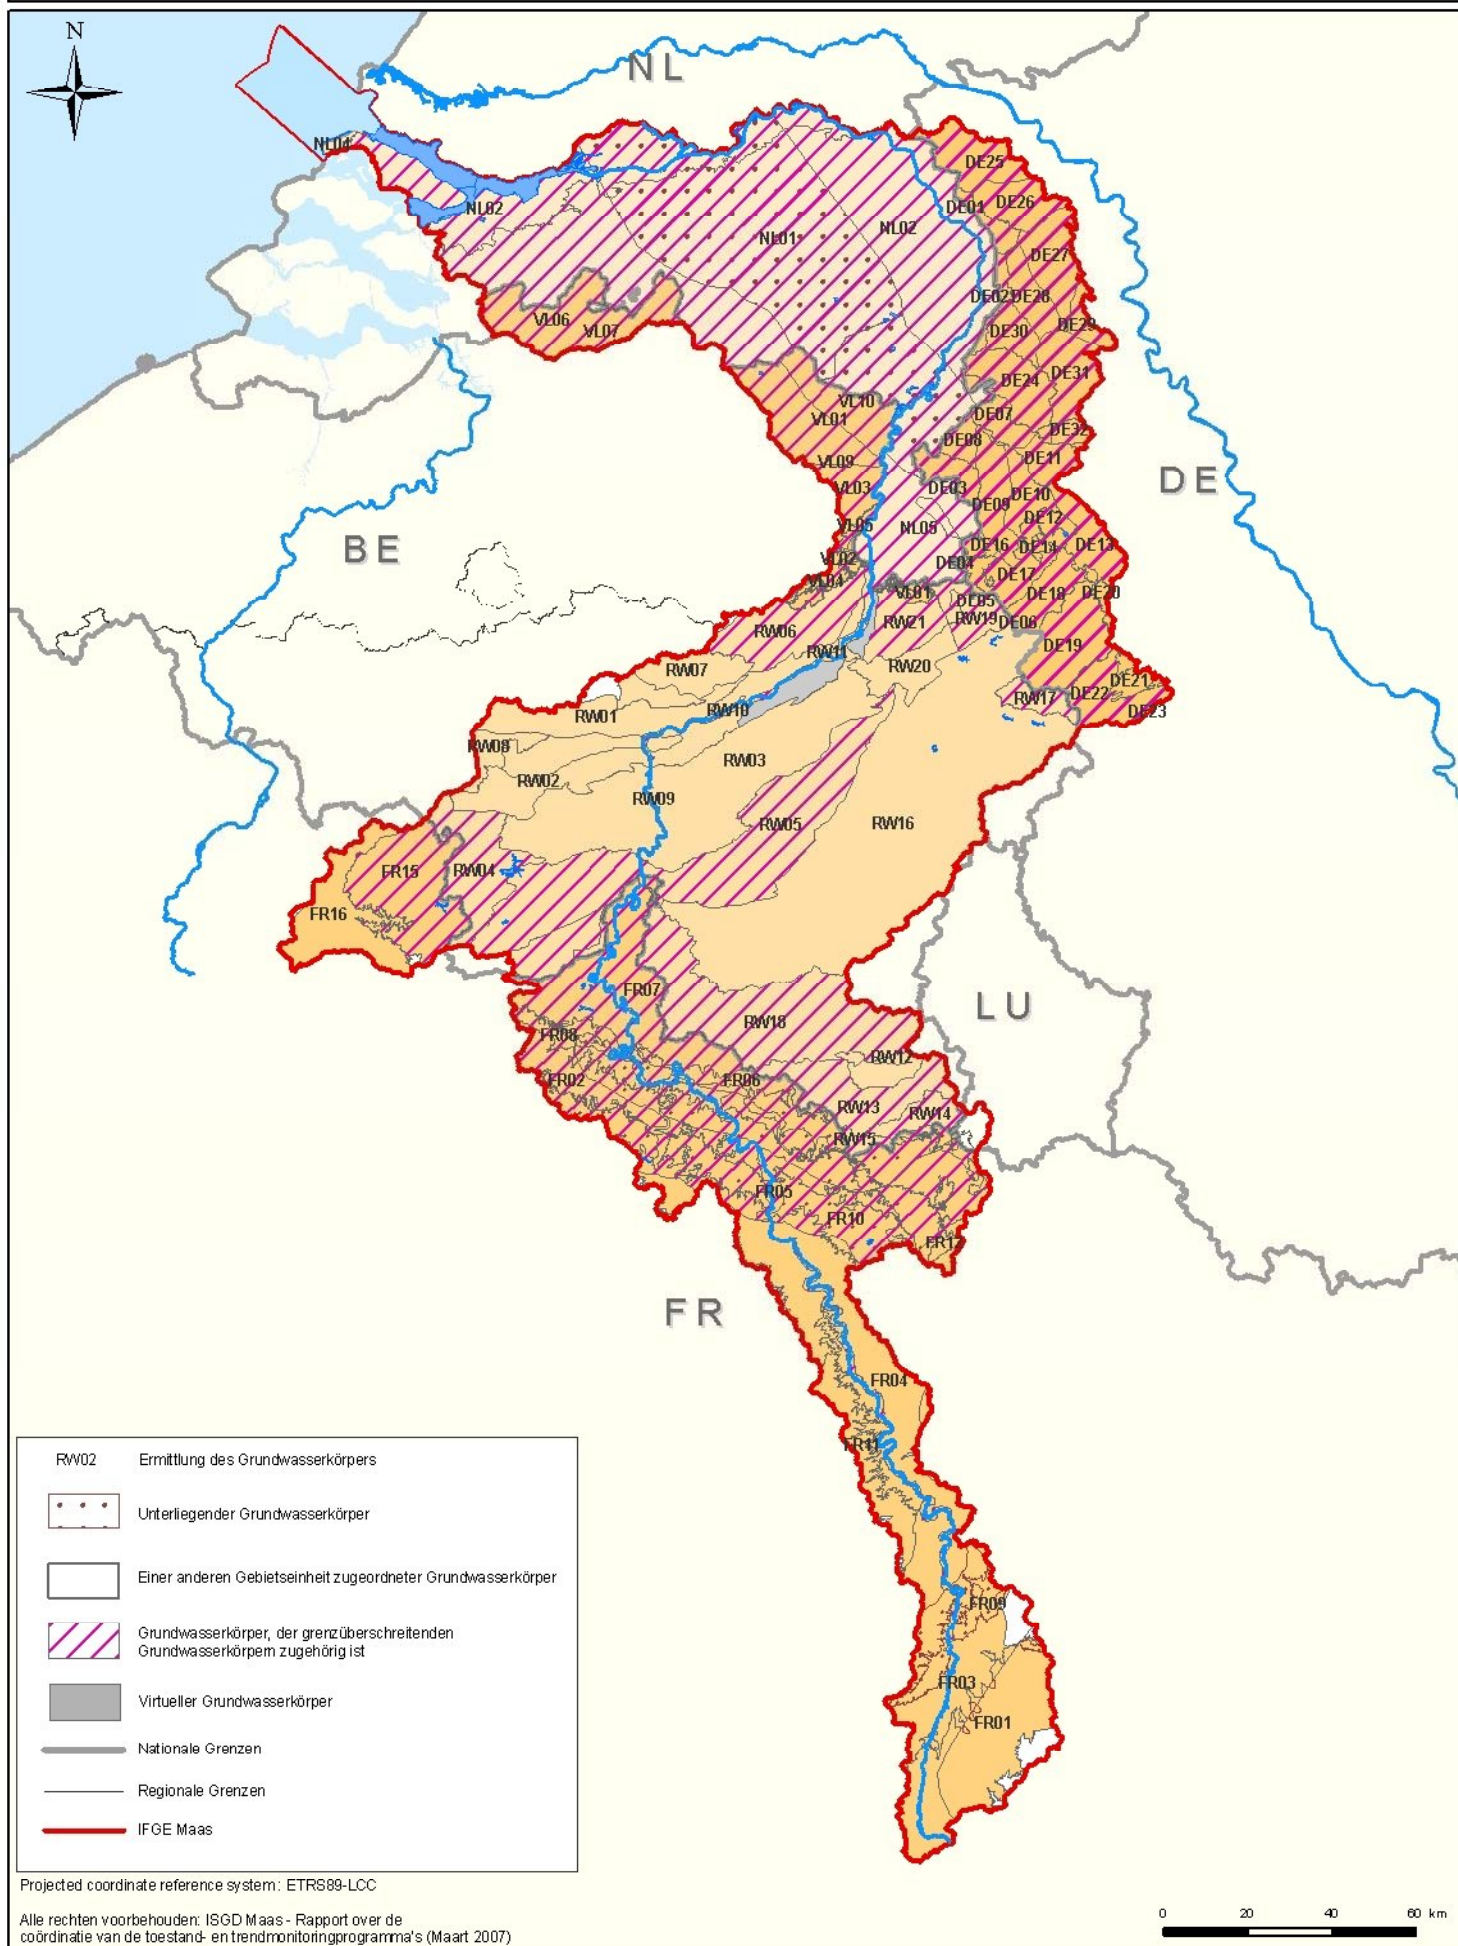 N
NL
NL04
NL02
NL01
NL02
DE25
DE01
DE26
DE27
DE02
DE28
DE29
DE30
DE24
DE31
VL06
VL07
VL10
VL01
DE07
DE08
DE32
DE11
VL09
VL03
DE03
DE10
DE09
DE12
VL05
NL05
DE16
DE14
DE13
DE
BE
VL02
DE04
DE17
VL04
VL01
DE05
DE18
DE20
RW06
RW21
RW19
DE06
DE19
RW11
RW20
RW07
DE21
DE22
RW17
DE23
RW10
RW01
RW08
RW03
RW02
RW09
RW05
RW16
FR15
RW04
FR16
FR07
LU
RW18
FR08
RW12
FR02
FR06
RW13
RW14
RW15
FR05
FR10
FR12
FR
FR04
FR11
FR09
FR03
FR01
RW02 Ermittlung des Grundwasserkörpers
Unterliegender Grundwasserkörper
Einer anderen Gebietseinheit zugeordneter Grundwasserkörper
Grundwasserkörper, der grenzüberschreitenden
Grundwasserkörpern zugehörig ist
Virtueller Grundwasserkörper
Nationale Grenzen
Regionale Grenzen
IFGE Maas
Projected coordinate reference system: ETRS89-LCC
Alle rechten voorbehouden: ISGD Maas - Rapport over de
coördinatie van de toestand- en trendmonitoringprogramma's (Maart 2007)
0 20 40 60 km